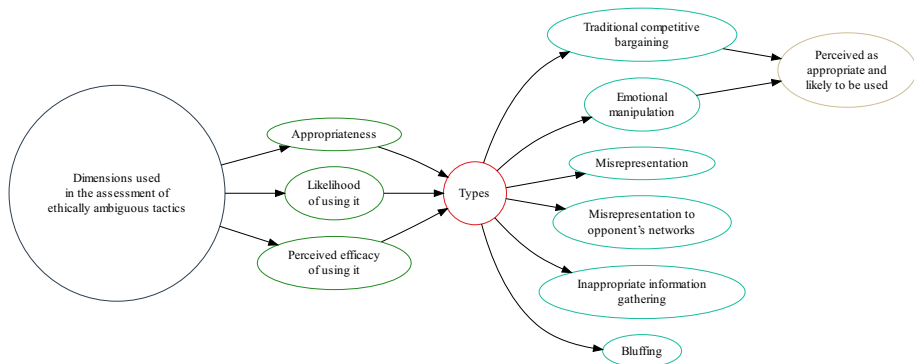 Dimensions used
in the assessment of
ethically ambiguous tactics
Appropriateness
Likelihood
of using it
Perceived efficacy
of using it
Types
Traditional competitive
bargaining
Emotional
manipulation
Misrepresentation
Misrepresentation to
opponent’s networks
Inappropriate information
gathering
Bluffing
Perceived as
appropriate and
likely to be used